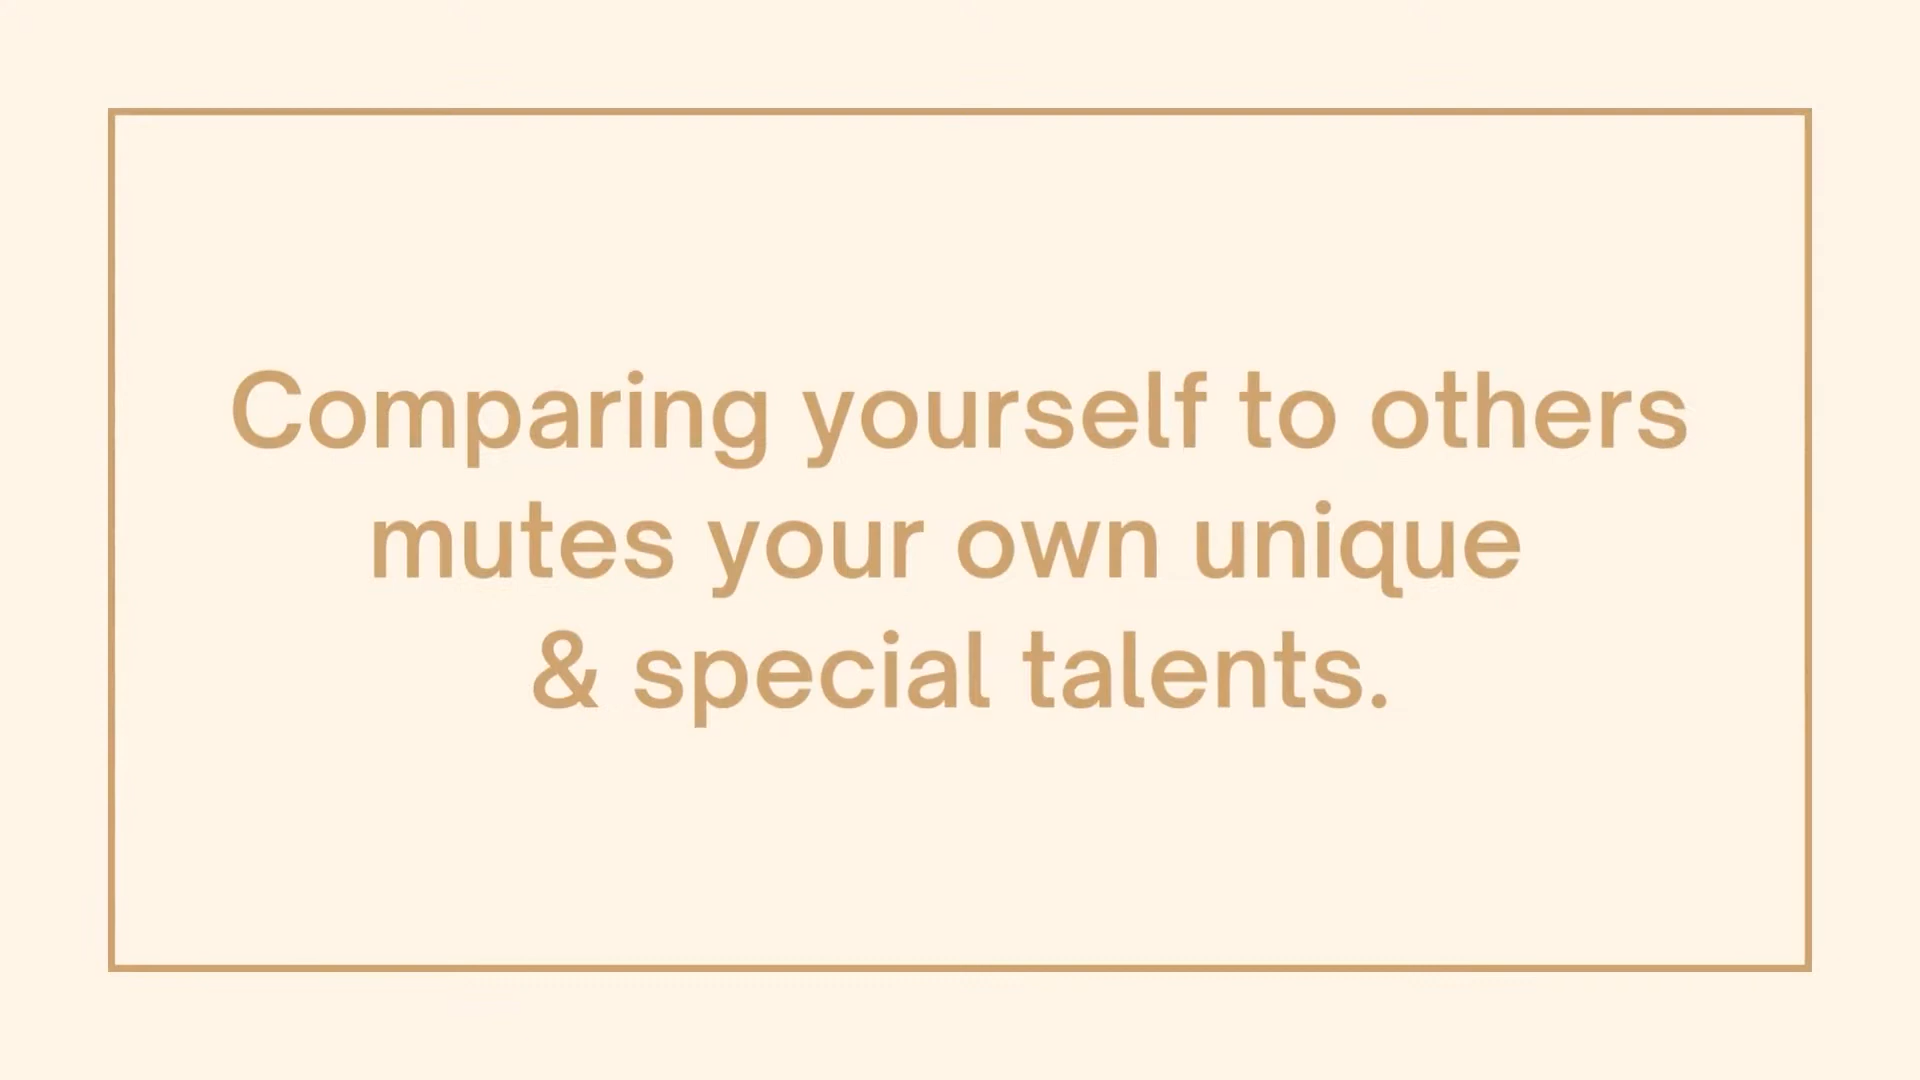 Comparing yourself to others
mutes your own unique
& special talents.